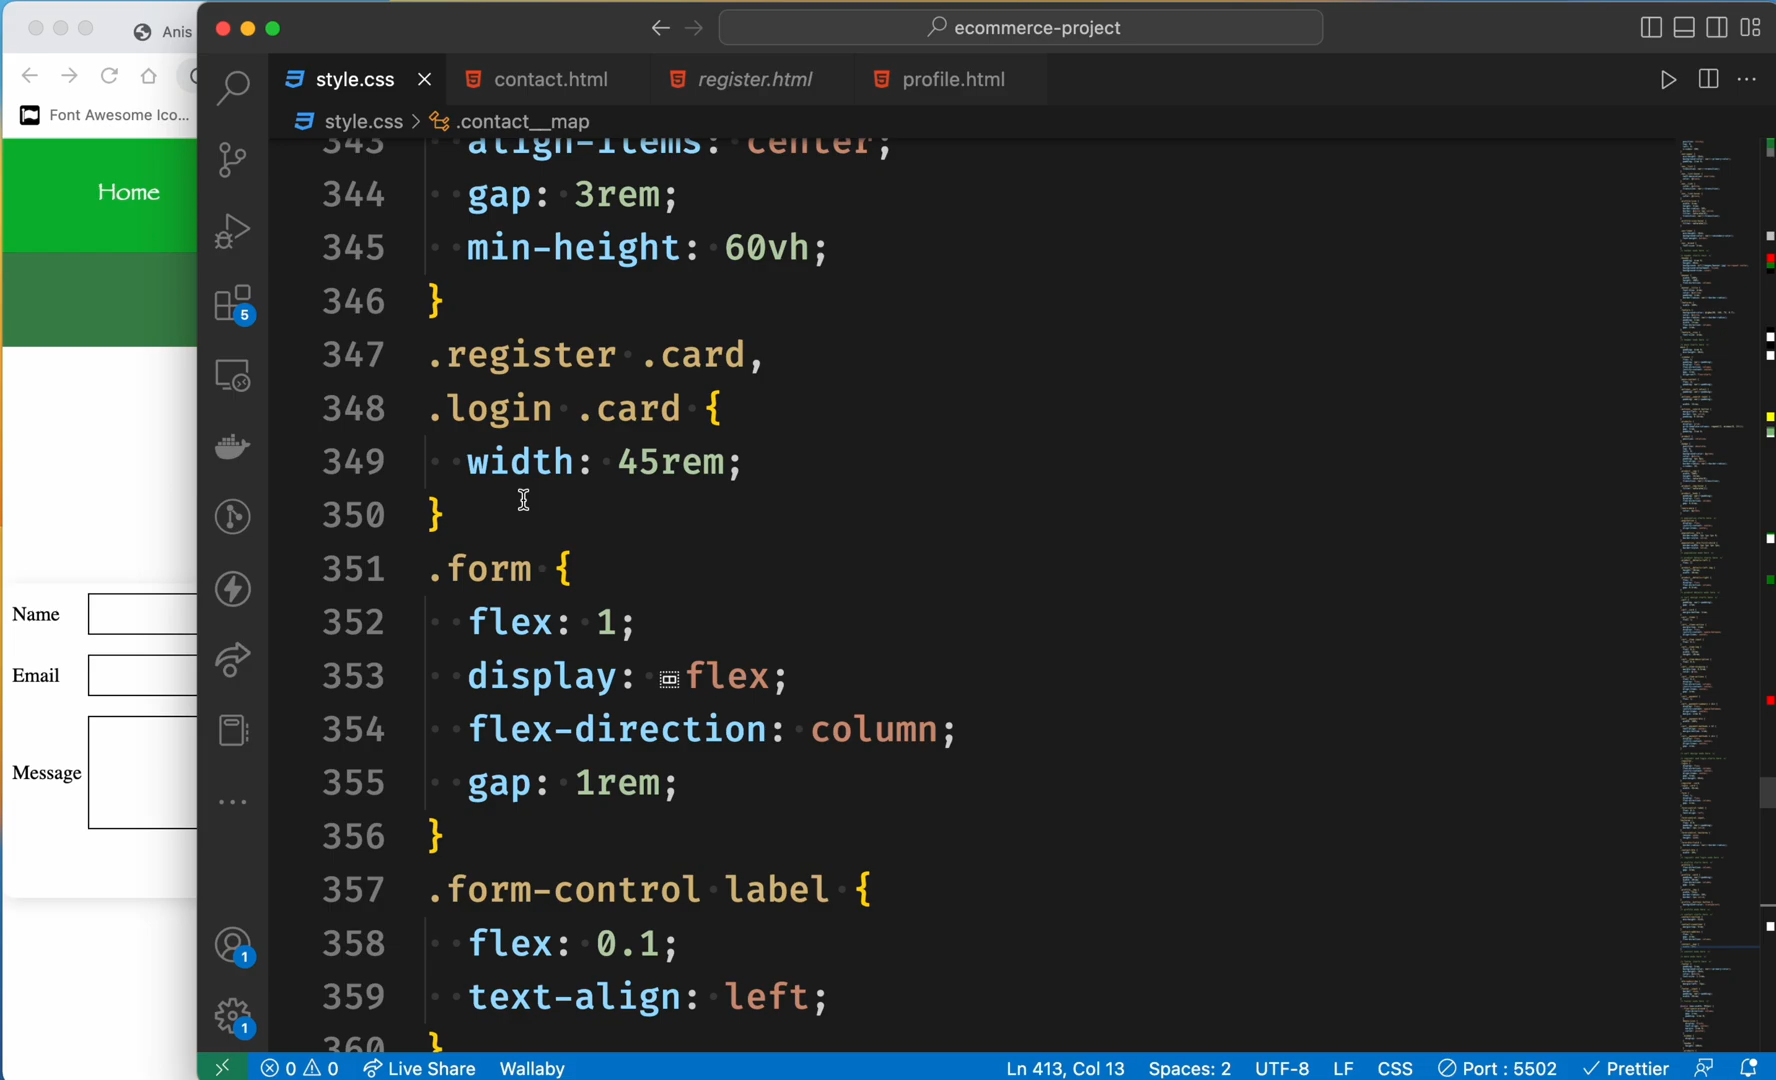 Anis
ecommerce-project
style.css
contact.html
register.html
profile.html
Font Awesome Ico...
style.css > .contact__map
Home
343 align-items: center;
344 gap: 3rem;
345 min-height: 60vh;
346 }
347 .register .card,
348 .login .card {
349 width: 45rem;
350 }
351 .form {
352 flex: 1;
353 display: flex;
354 flex-direction: column;
355 gap: 1rem;
356 }
357 .form-control label {
358 flex: 0.1;
359 text-align: left;
360 }
5
1
1
Name
Email
Message
0 0 Live Share Wallaby Ln 413, Col 13 Spaces: 2 UTF-8 LF CSS Port : 5502 Prettier